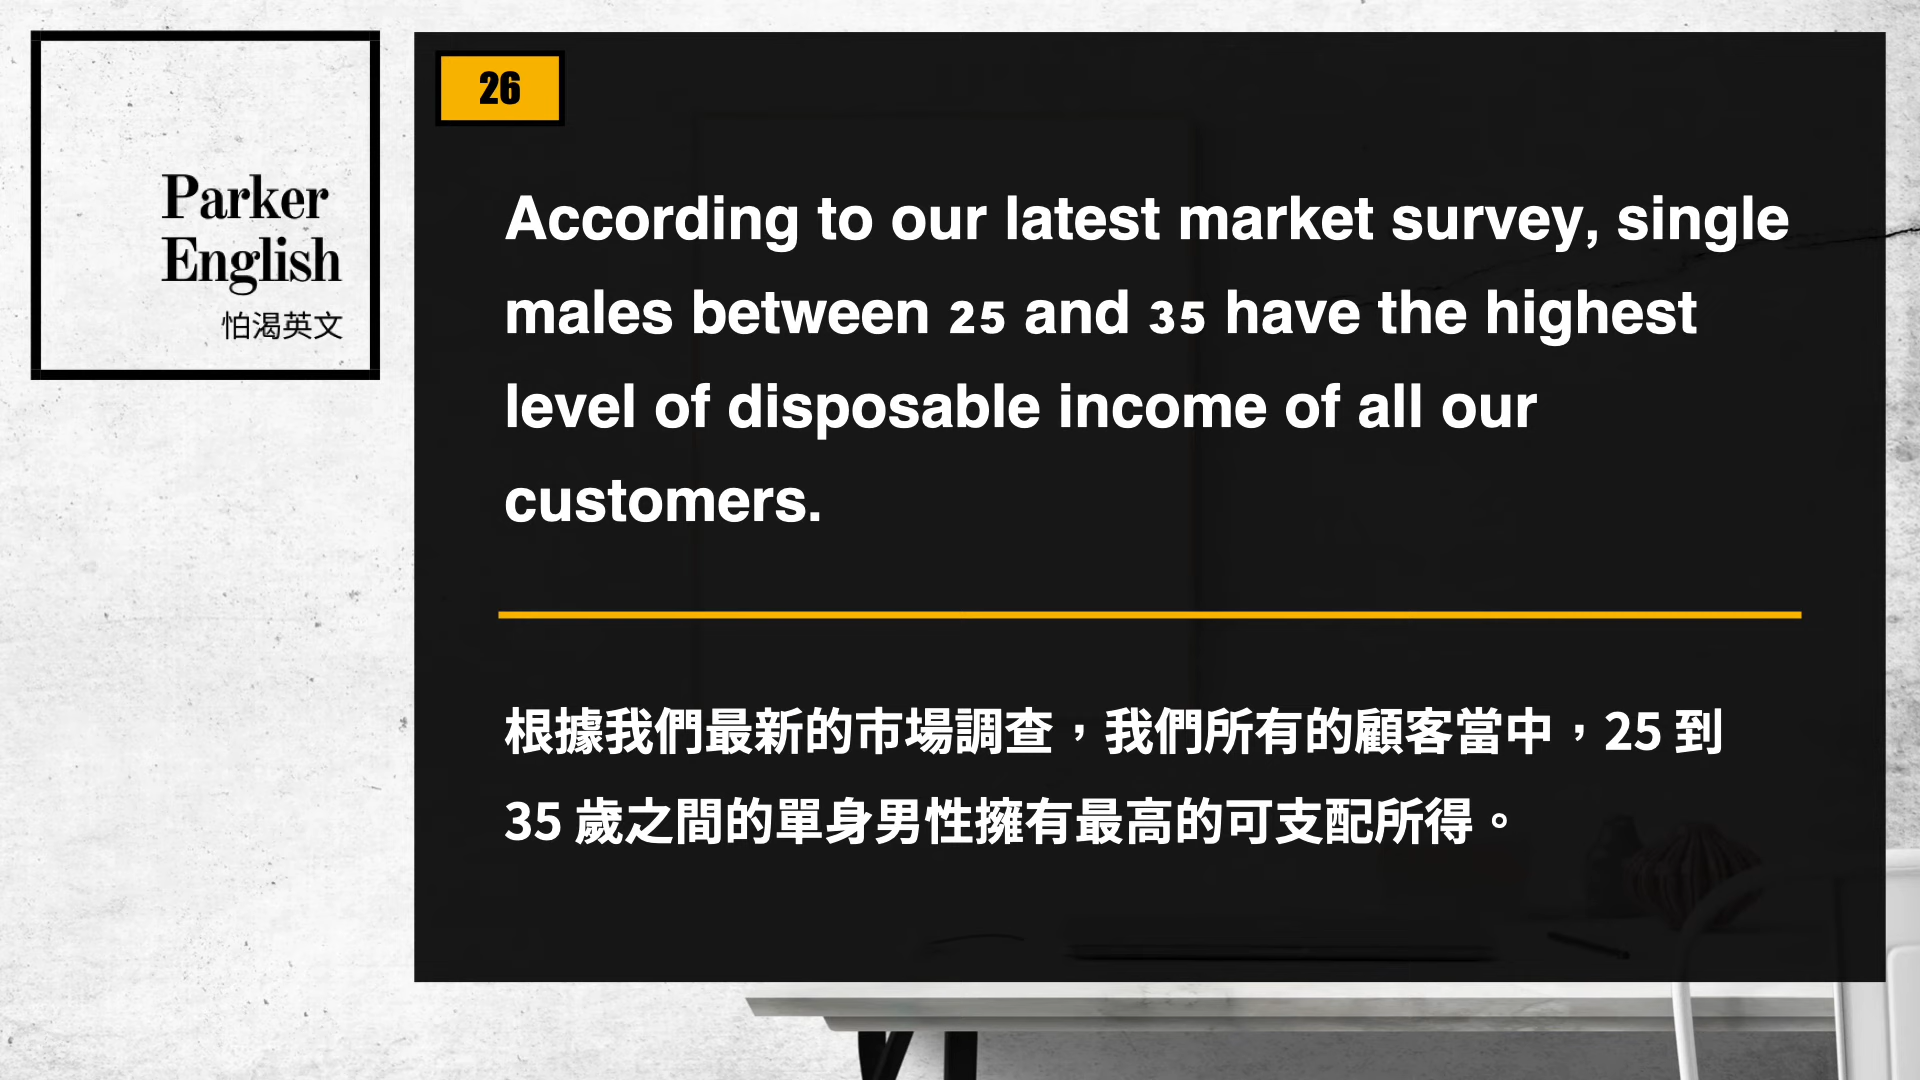 Parker
English
怕渴英文
26
According to our latest market survey, single
males between 25 and 35 have the highest
level of disposable income of all our
customers.
根據我們最新的市場調查，我們所有的顧客當中，25 到
35 歲之間的單身男性擁有最高的可支配所得。